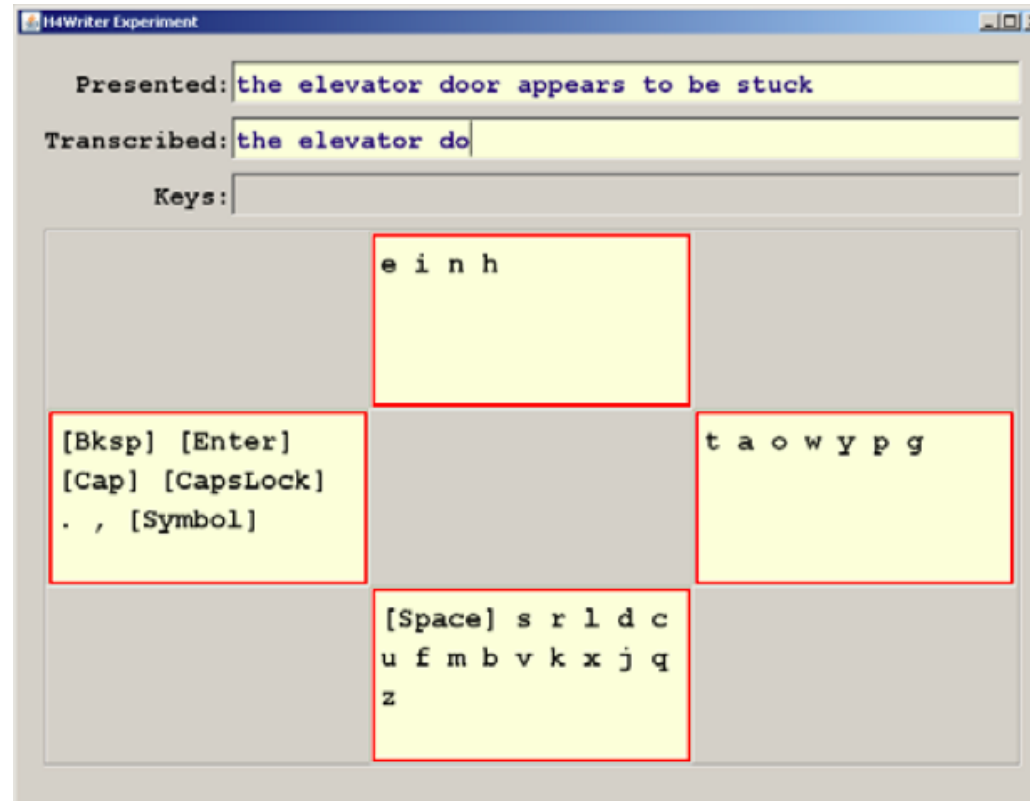 H4Writer Experiment
Presented: the elevator door appears to be stuck
Transcribed: the elevator do
Keys:
e i n h
[Bksp] [Enter]
[Cap] [CapsLock]
. , [Symbol]
t a o w y p g
[Space] s r l d c
u f m b v k x j q
z